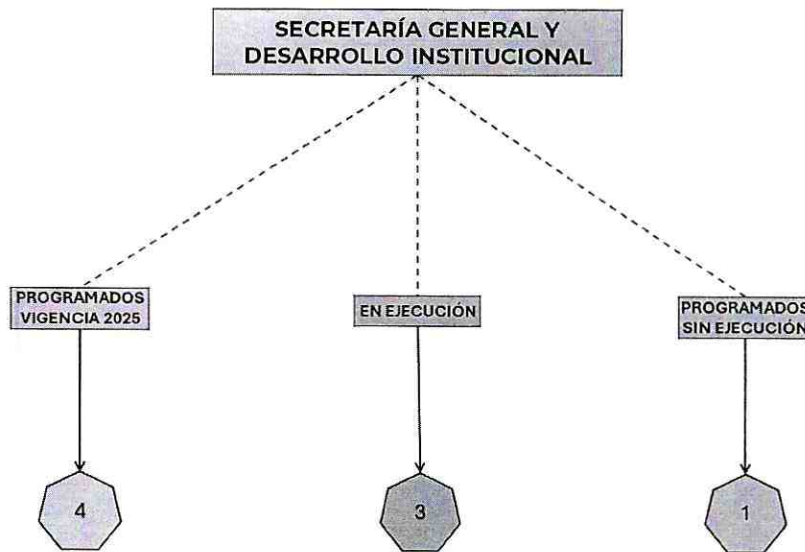 SECRETARÍA GENERAL Y
DESARROLLO INSTITUCIONAL
PROGRAMADOS
VIGENCIA 2025
EN EJECUCIÓN
PROGRAMADOS
SIN EJECUCIÓN
4
3
1